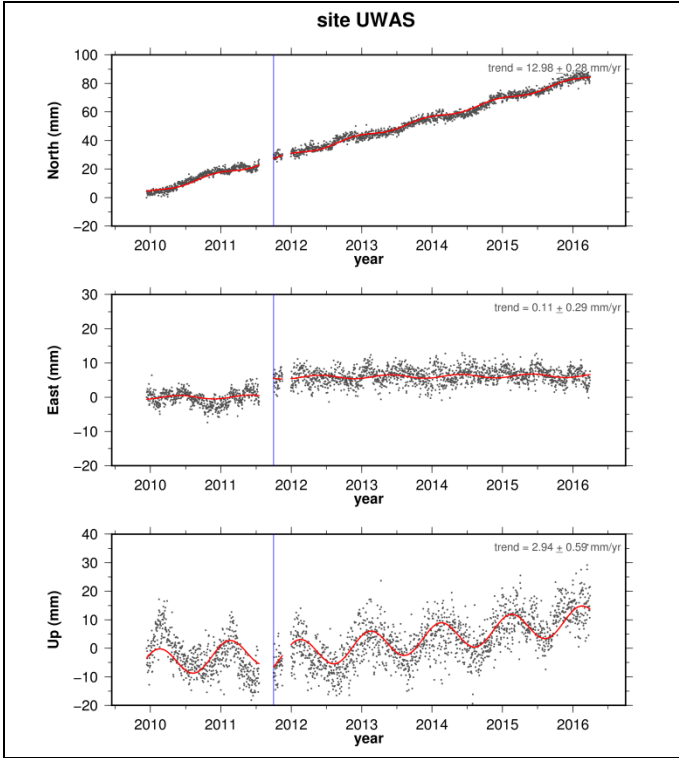 site UWAS
North (mm)
100
80
60
40
20
0
−20
trend = 12.98 ± 0.28 mm/yr
2010 2011 2012 2013 2014 2015 2016
year
East (mm)
30
20
10
0
−10
−20
trend = 0.11 ± 0.29 mm/yr
2010 2011 2012 2013 2014 2015 2016
year
Up (mm)
40
30
20
10
0
−10
−20
trend = 2.94 ± 0.59 mm/yr
2010 2011 2012 2013 2014 2015 2016
year